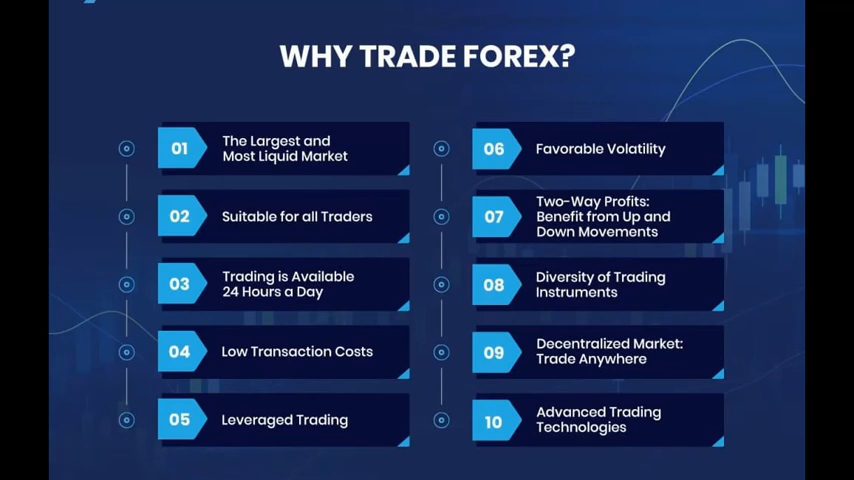 WHY TRADE FOREX?
01
The Largest and
Most Liquid Market
02
Suitable for all Traders
03
Trading is Available
24 Hours a Day
04
Low Transaction Costs
05
Leveraged Trading
06
Favorable Volatility
07
Two-Way Profits:
Benefit from Up and
Down Movements
08
Diversity of Trading
Instruments
09
Decentralized Market:
Trade Anywhere
10
Advanced Trading
Technologies